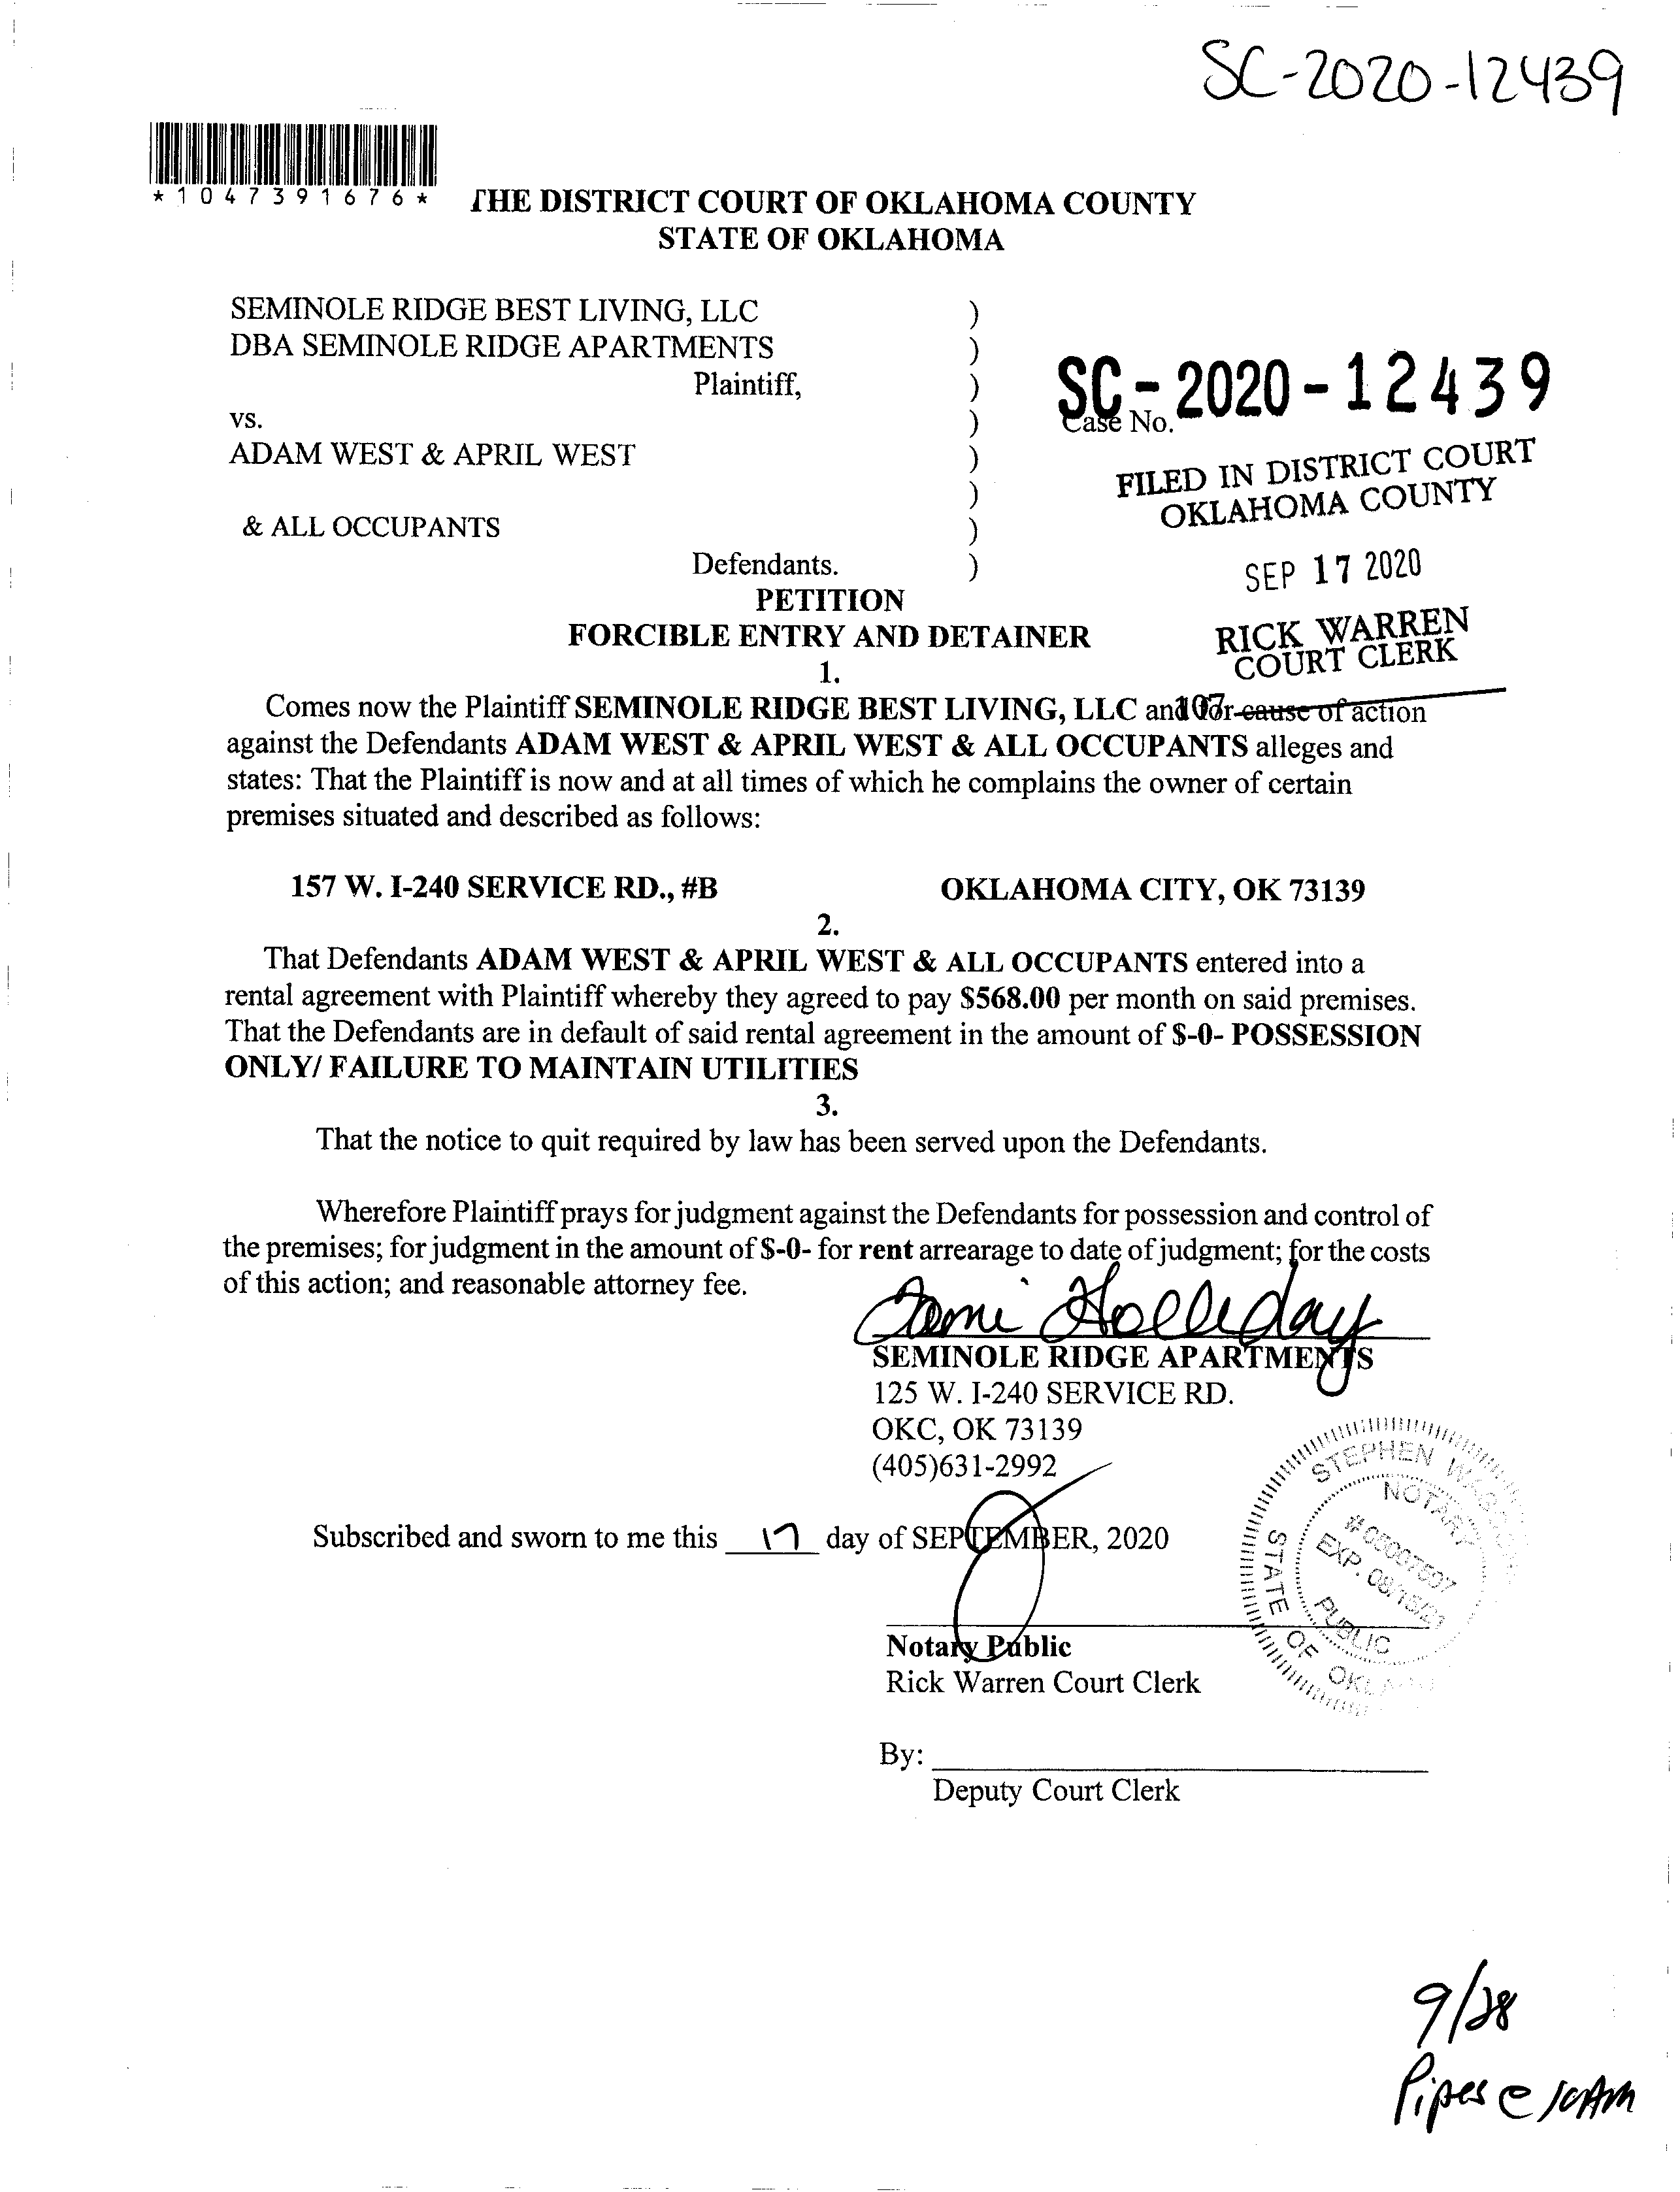 SC-2020-12439
*1047391676*
THE DISTRICT COURT OF OKLAHOMA COUNTY
STATE OF OKLAHOMA
SEMINOLE RIDGE BEST LIVING, LLC )
DBA SEMINOLE RIDGE APARTMENTS )
Plaintiff, )
SC-2020-12439
vs. )
Case No.
ADAM WEST & APRIL WEST )
)
FILED IN DISTRICT COURT
OKLAHOMA COUNTY
& ALL OCCUPANTS )
Defendants. )
SEP 17 2020
PETITION
FORCIBLE ENTRY AND DETAINER
RICK WARREN
COURT CLERK
1.
107
Comes now the Plaintiff SEMINOLE RIDGE BEST LIVING, LLC and for cause of action
against the Defendants ADAM WEST & APRIL WEST & ALL OCCUPANTS alleges and
states: That the Plaintiff is now and at all times of which he complains the owner of certain
premises situated and described as follows:
157 W. I-240 SERVICE RD., #B OKLAHOMA CITY, OK 73139
2.
That Defendants ADAM WEST & APRIL WEST & ALL OCCUPANTS entered into a
rental agreement with Plaintiff whereby they agreed to pay $568.00 per month on said premises.
That the Defendants are in default of said rental agreement in the amount of $-0- POSSESSION
ONLY/ FAILURE TO MAINTAIN UTILITIES
3.
That the notice to quit required by law has been served upon the Defendants.
Wherefore Plaintiff prays for judgment against the Defendants for possession and control of
the premises; for judgment in the amount of $-0- for rent arrearage to date of judgment; for the costs
of this action; and reasonable attorney fee.
Tami Holleday
SEMINOLE RIDGE APARTMENTS
125 W. I-240 SERVICE RD.
OKC, OK 73139
(405)631-2992
Subscribed and sworn to me this 17 day of SEPTEMBER, 2020
STEPHEN
NOTARY
# 05007507
PUBLIC
STATE OF
Notary Public
Rick Warren Court Clerk
By:
Deputy Court Clerk
9/28
Pipes @ 10AM